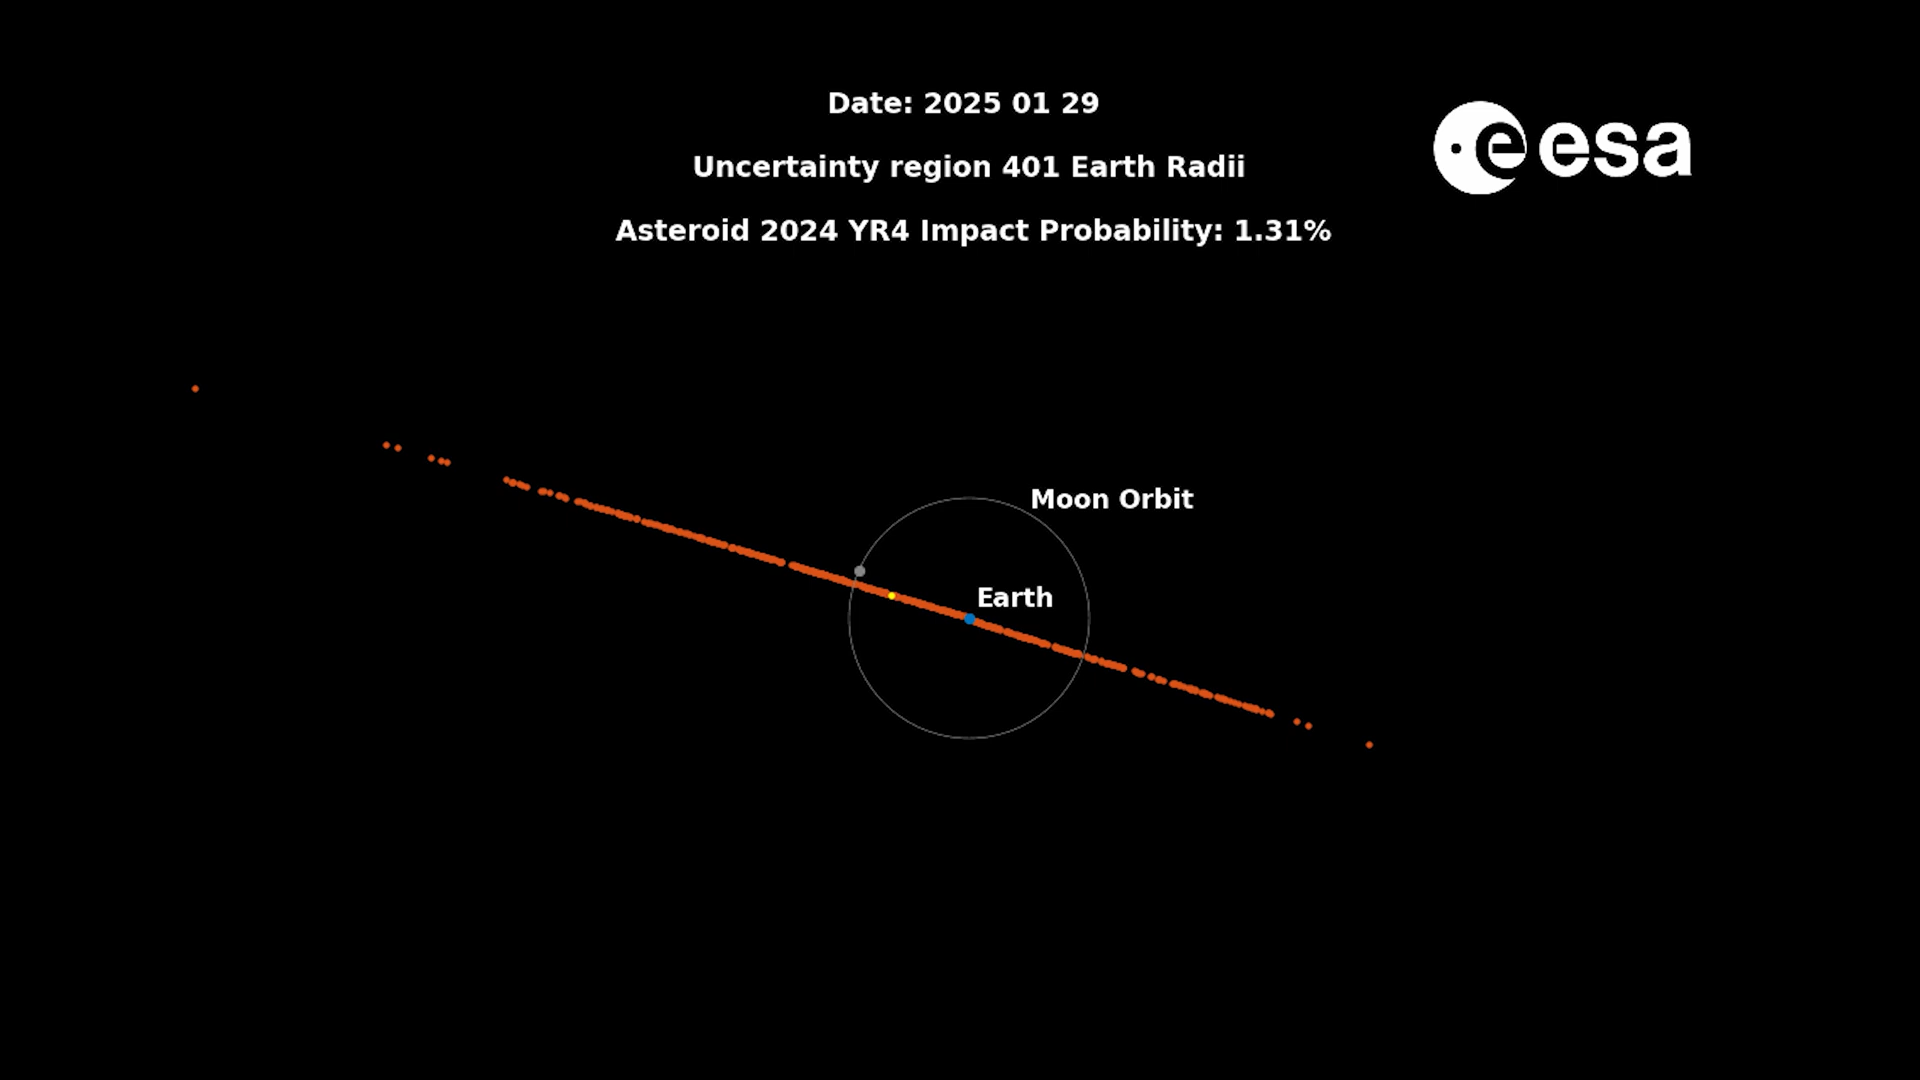 Date: 2025 01 29
esa
Uncertainty region 401 Earth Radii
Asteroid 2024 YR4 Impact Probability: 1.31%
Moon Orbit
Earth